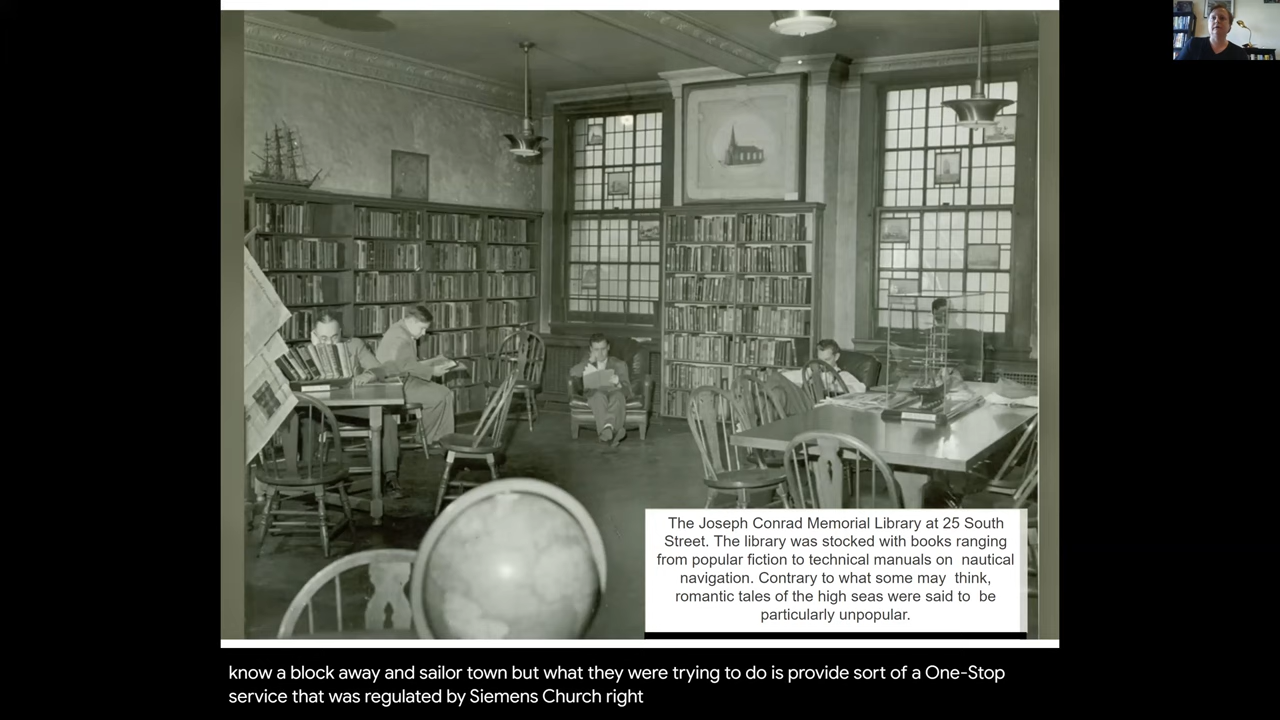 The Joseph Conrad Memorial Library at 25 South
Street. The library was stocked with books ranging
from popular fiction to technical manuals on nautical
navigation. Contrary to what some may think,
romantic tales of the high seas were said to be
particularly unpopular.
know a block away and sailor town but what they were trying to do is provide sort of a One-Stop
service that was regulated by Siemens Church right